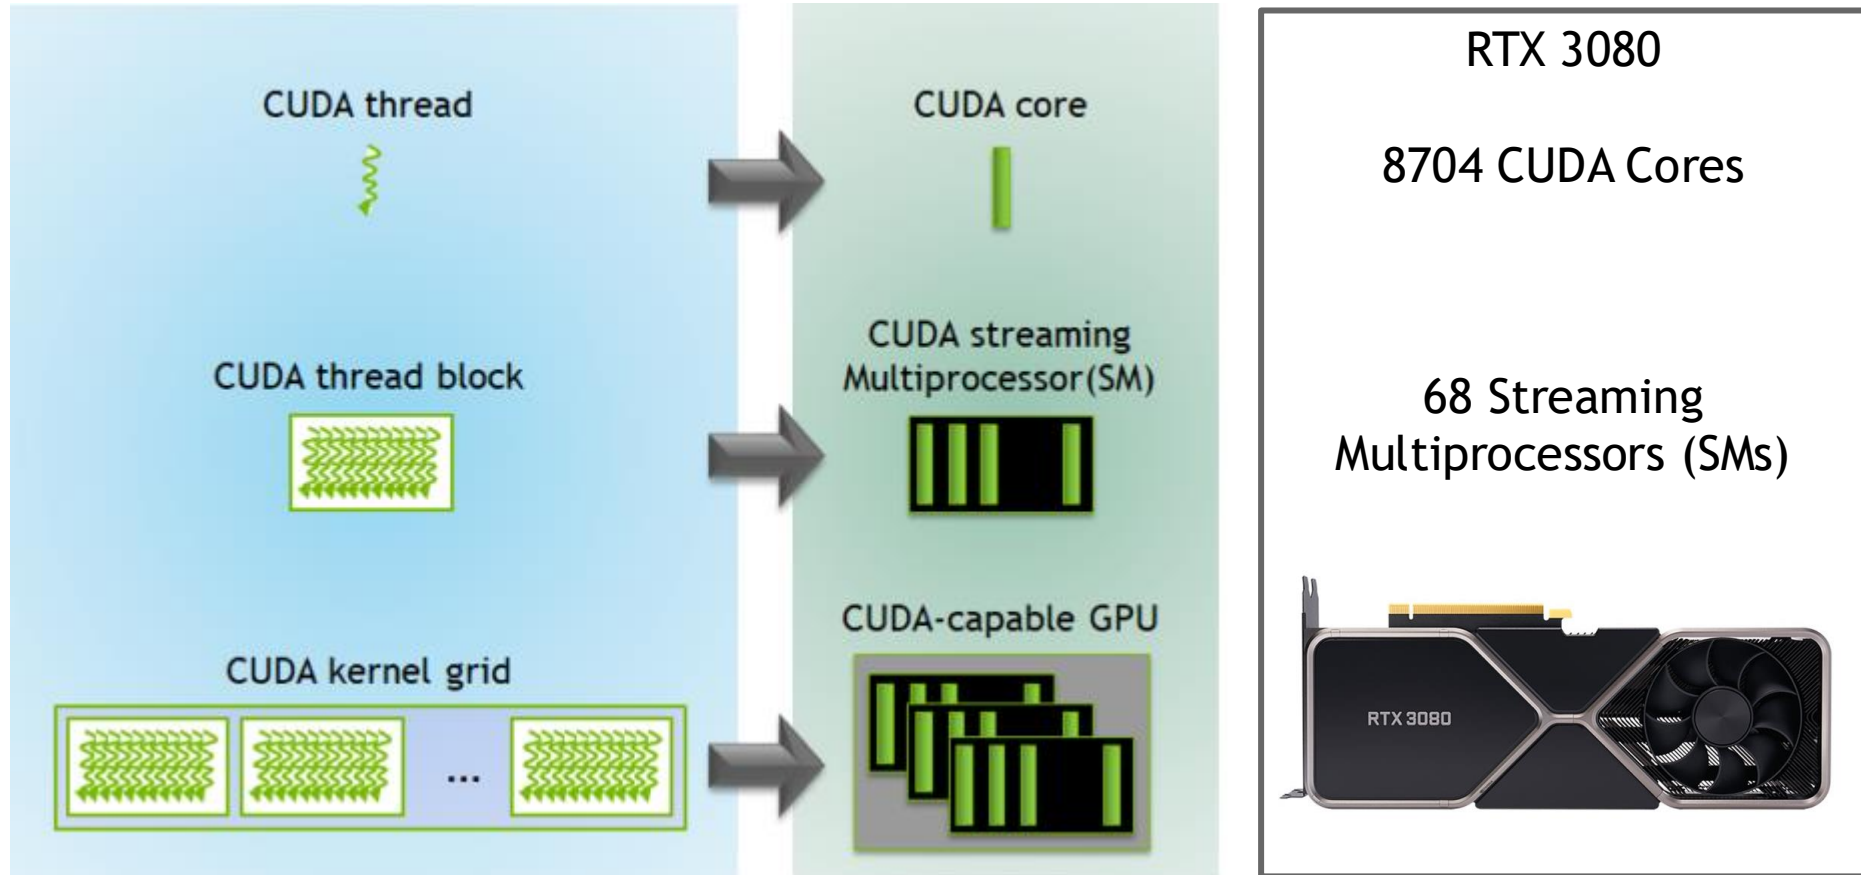 CUDA thread
CUDA core
CUDA thread block
CUDA streaming
Multiprocessor(SM)
CUDA kernel grid
...
CUDA-capable GPU
RTX 3080
8704 CUDA Cores
68 Streaming
Multiprocessors (SMs)
RTX 3080